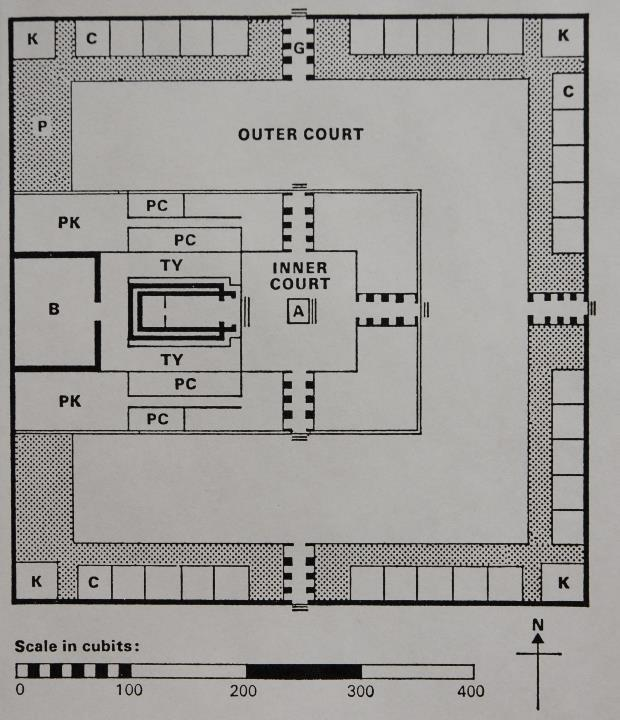 K C G K
C
P
OUTER COURT
PC
PK
PC
TY
INNER
COURT
B
A
TY
PC
PK
PC
K C K
N
Scale in cubits:
0 100 200 300 400